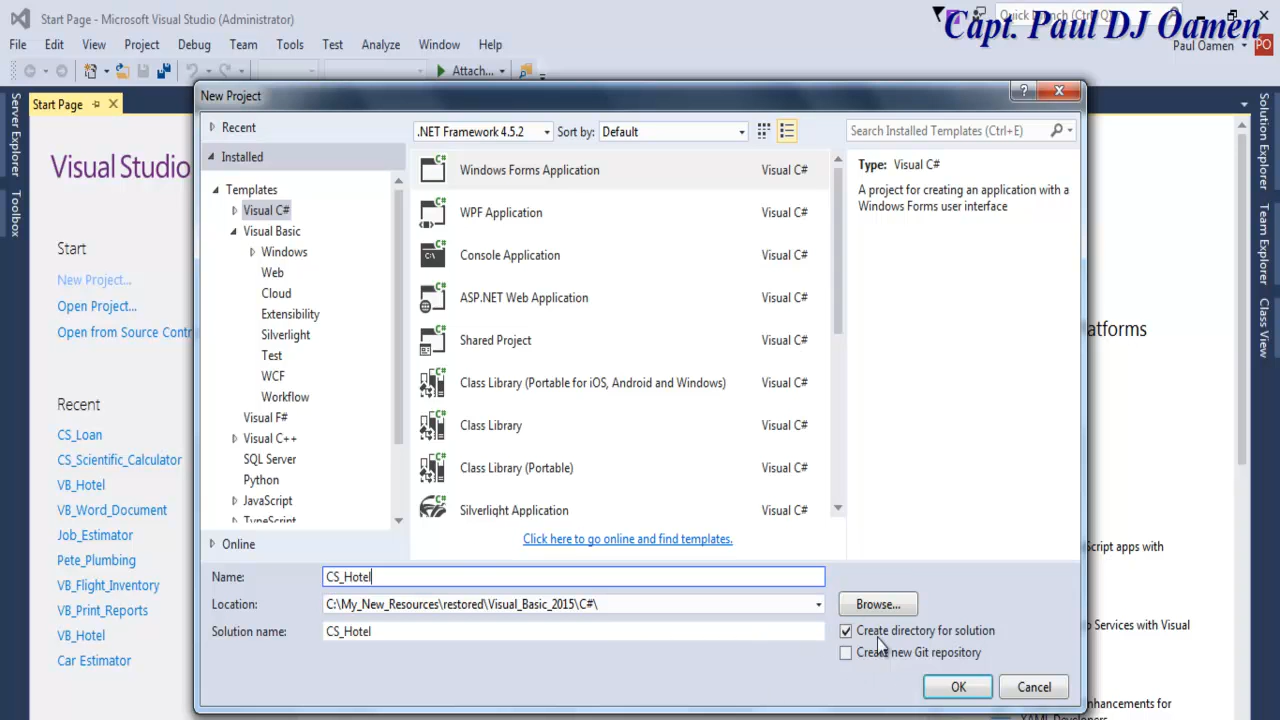 Start Page - Microsoft Visual Studio (Administrator)
Quick Launch (Ctrl+Q)
Capt. Paul DJ Oamen
File Edit View Project Debug Team Tools Test Analyze Window Help
Paul Oamen PO
Attach...
Start Page
New Project
Server Explorer
Toolbox
Solution Explorer
Team Explorer
Class View
Visual Studio
Start
New Project...
Open Project...
Open from Source Contr
Recent
CS_Loan
CS_Scientific_Calculator
VB_Hotel
VB_Word_Document
Job_Estimator
Pete_Plumbing
VB_Flight_Inventory
VB_Print_Reports
VB_Hotel
Car Estimator
Recent
Installed
Templates
Visual C#
Visual Basic
Windows
Web
Cloud
Extensibility
Silverlight
Test
WCF
Workflow
Visual F#
Visual C++
SQL Server
Python
JavaScript
TypeScript
Online
.NET Framework 4.5.2 Sort by: Default
Search Installed Templates (Ctrl+E)
Windows Forms Application Visual C#
WPF Application Visual C#
Console Application Visual C#
ASP.NET Web Application Visual C#
Shared Project Visual C#
Class Library (Portable for iOS, Android and Windows) Visual C#
Class Library Visual C#
Class Library (Portable) Visual C#
Silverlight Application Visual C#
Click here to go online and find templates.
Type: Visual C#
A project for creating an application with a
Windows Forms user interface
Name: CS_Hotel
Location: C:\My_New_Resources\restored\Visual_Basic_2015\C#\
Browse...
Solution name: CS_Hotel
Create directory for solution
Create new Git repository
OK Cancel
atforms
Script apps with
Services with Visual
hancements for
XAML Developers